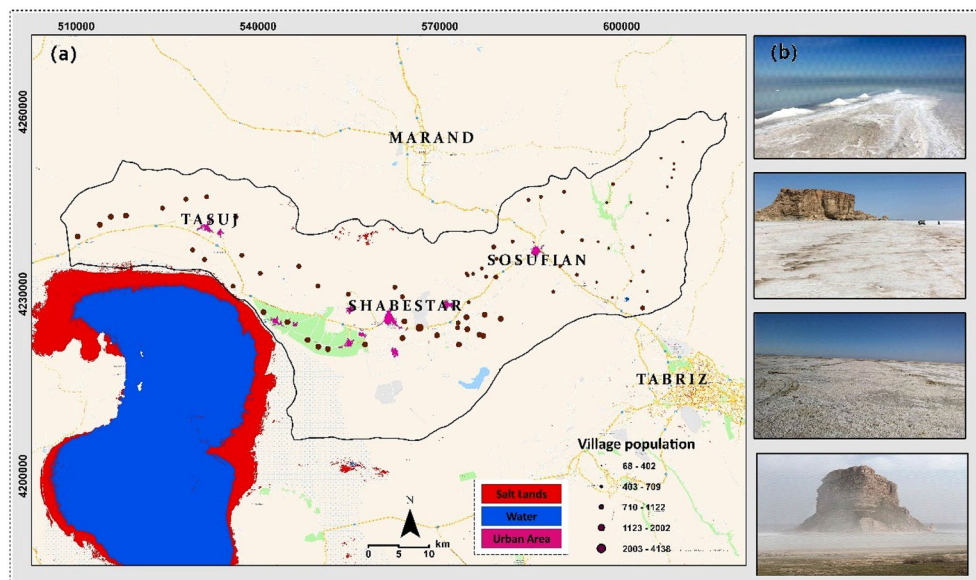 510000 540000 570000 600000
(a)
(b)
4260000
4230000
4200000
MARAND
TASUJ
SOSUFIAN
SHABESTAR
TABRIZ
Village population
68 - 402
403 - 709
710 - 1122
1123 - 2002
2003 - 4138
Salt Lands
Water
Urban Area
N
km
0 5 10